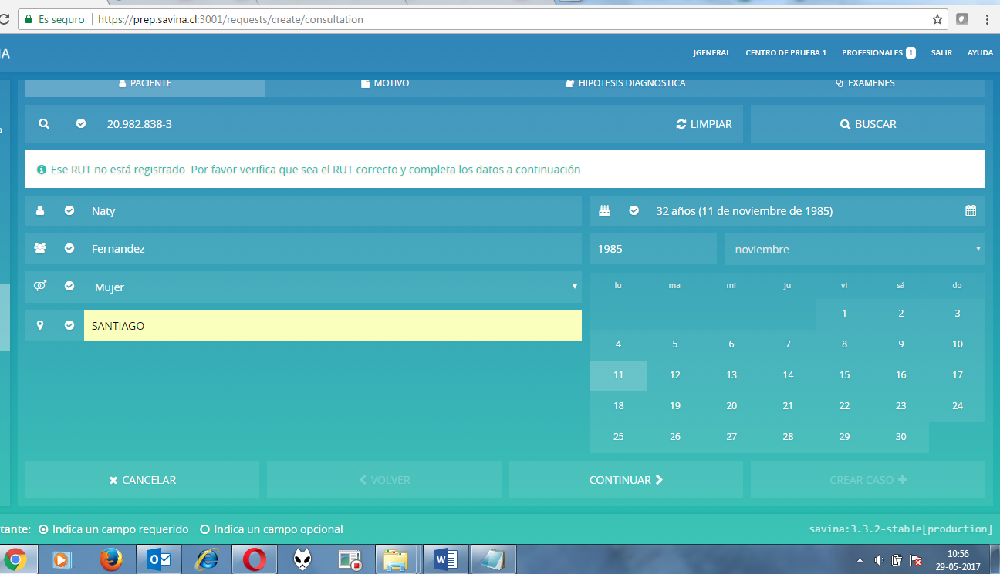 Es seguro https://prep.savina.cl:3001/requests/create/consultation
JGENERAL CENTRO DE PRUEBA 1 PROFESIONALES 1 SALIR AYUDA
PACIENTE MOTIVO HIPOTESIS DIAGNOSTICA EXAMENES
20.982.838-3 LIMPIAR BUSCAR
Ese RUT no está registrado. Por favor verifica que sea el RUT correcto y completa los datos a continuación.
Naty 32 años (11 de noviembre de 1985)
Fernandez 1985 noviembre
Mujer lu ma mi ju vi sá do
1 2 3
SANTIAGO
4 5 6 7 8 9 10
11 12 13 14 15 16 17
18 19 20 21 22 23 24
25 26 27 28 29 30
CANCELAR VOLVER CONTINUAR CREAR CASO
tante: Indica un campo requerido Indica un campo opcional savina:3.3.2-stable[production]
10:56
29-05-2017